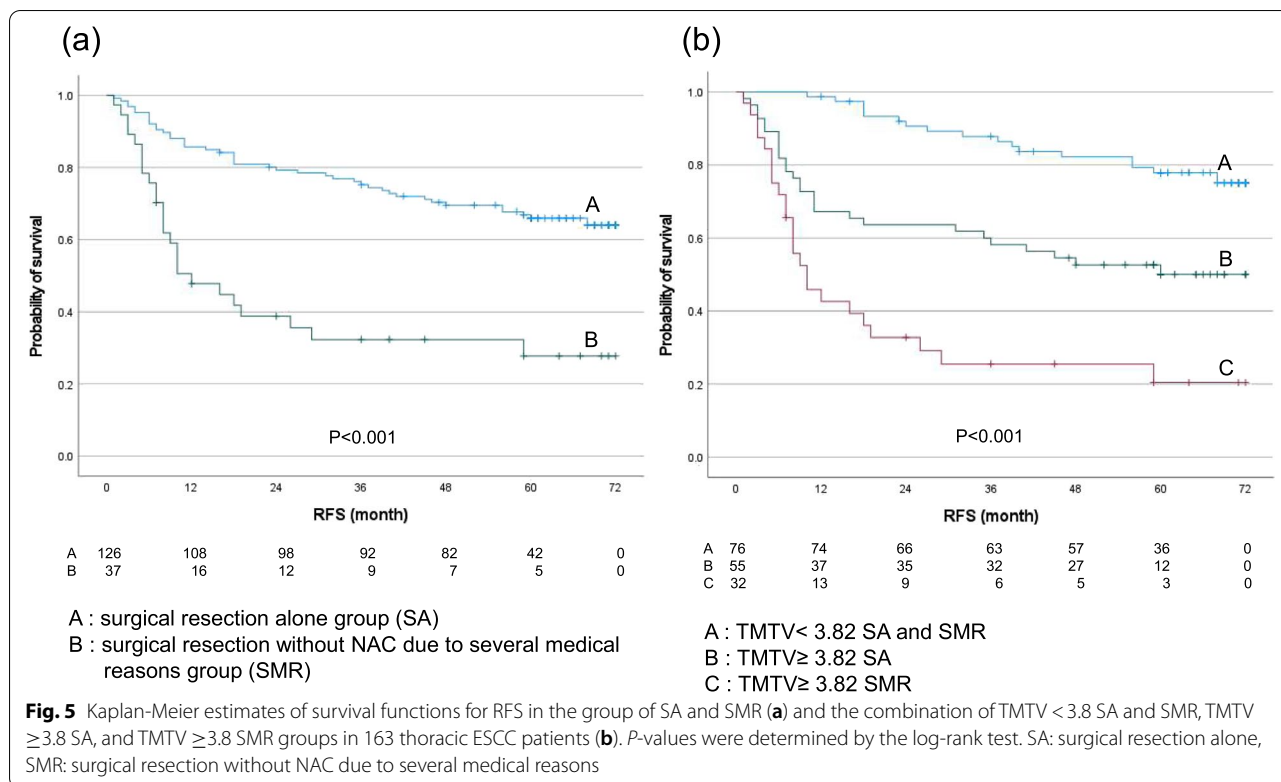 (a)
1.0
0.8
0.6
0.4
0.2
0.0
Probability of survival
A
B
P<0.001
0 12 24 36 48 60 72
RFS (month)
A 126 108 98 92 82 42 0
B 37 16 12 9 7 5 0
A : surgical resection alone group (SA)
B : surgical resection without NAC due to several medical
reasons group (SMR)
(b)
1.0
0.8
0.6
0.4
0.2
0.0
Probability of survival
A
B
C
P<0.001
0 12 24 36 48 60 72
RFS (month)
A 76 74 66 63 57 36 0
B 55 37 35 32 27 12 0
C 32 13 9 6 5 3 0
A : TMTV< 3.82 SA and SMR
B : TMTV≥ 3.82 SA
C : TMTV≥ 3.82 SMR
Fig. 5 Kaplan-Meier estimates of survival functions for RFS in the group of SA and SMR (a) and the combination of TMTV <3.8 SA and SMR, TMTV
≥3.8 SA, and TMTV ≥3.8 SMR groups in 163 thoracic ESCC patients (b). P-values were determined by the log-rank test. SA: surgical resection alone,
SMR: surgical resection without NAC due to several medical reasons